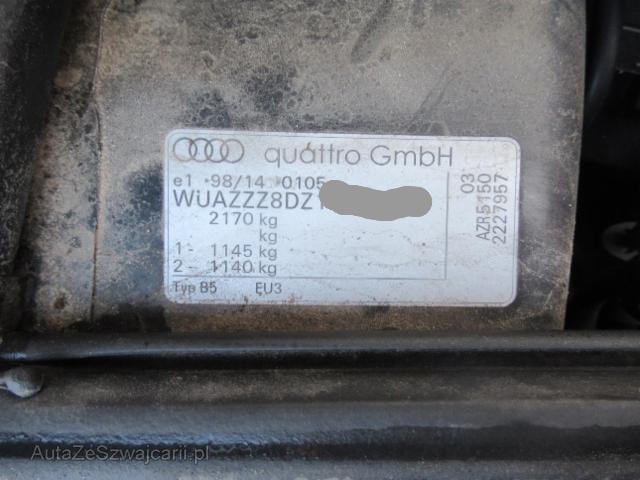 quattro GmbH
e1 *98/14 *0105
WUAZZZ8DZ
2170 kg
kg
1- 1145 kg
2- 1140 kg
Typ B5 EU3
03
AZR5150
2227957
AutaZeSzwajcarii.pl